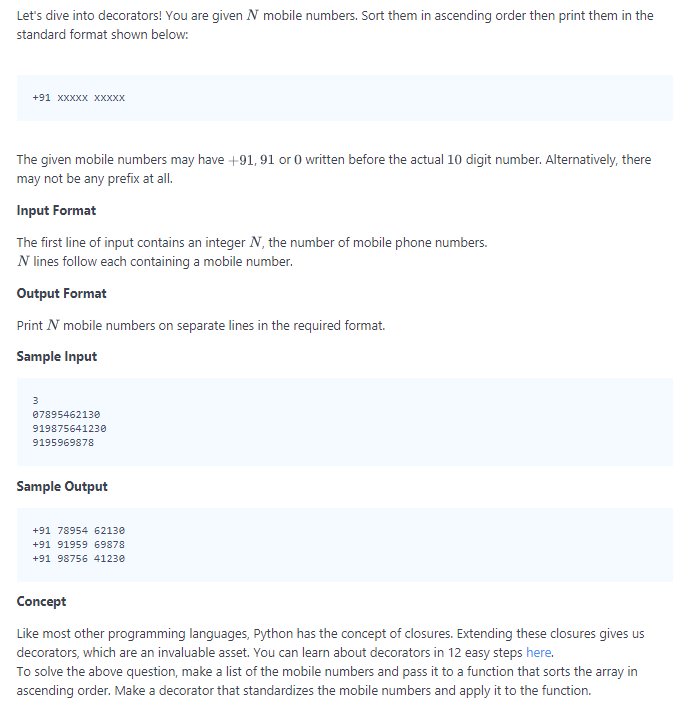 Let's dive into decorators! You are given N mobile numbers. Sort them in ascending order then print them in the
standard format shown below:
+91 xxxxx xxxxx
The given mobile numbers may have +91, 91 or 0 written before the actual 10 digit number. Alternatively, there
may not be any prefix at all.
Input Format
The first line of input contains an integer N, the number of mobile phone numbers.
N lines follow each containing a mobile number.
Output Format
Print N mobile numbers on separate lines in the required format.
Sample Input
3
07895462130
919875641230
9195969878
Sample Output
+91 78954 62130
+91 91959 69878
+91 98756 41230
Concept
Like most other programming languages, Python has the concept of closures. Extending these closures gives us
decorators, which are an invaluable asset. You can learn about decorators in 12 easy steps here.
To solve the above question, make a list of the mobile numbers and pass it to a function that sorts the array in
ascending order. Make a decorator that standardizes the mobile numbers and apply it to the function.